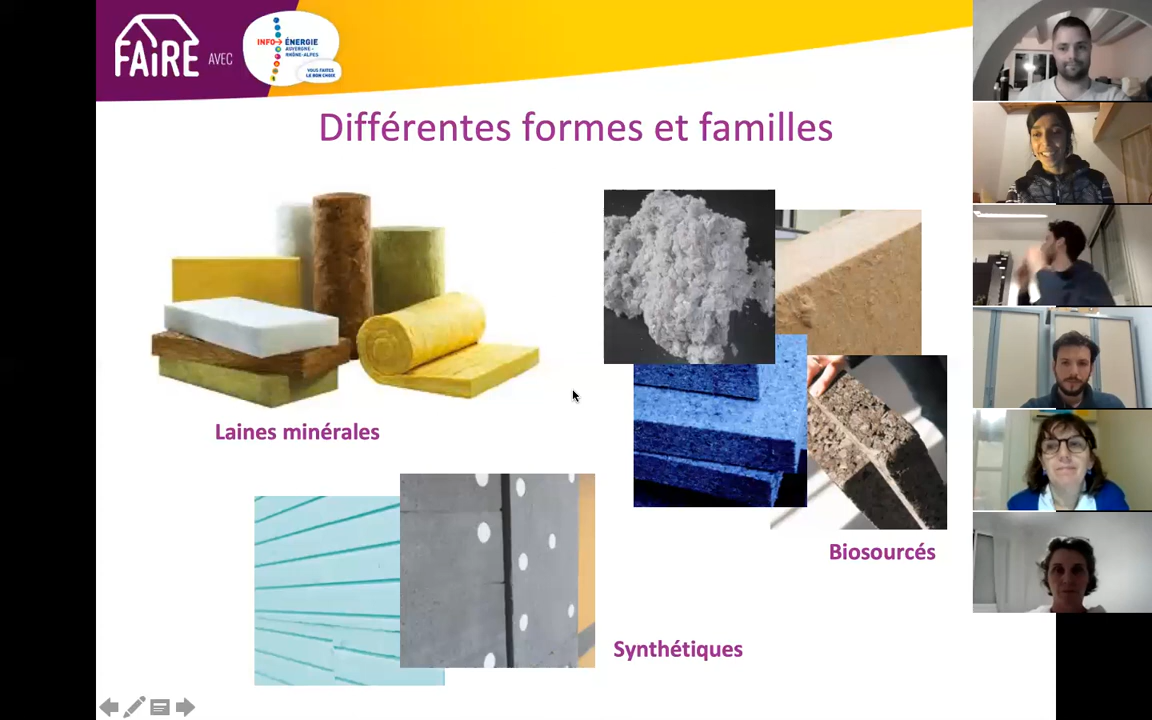 FAiRE AVEC
INFO→ÉNERGIE
AUVERGNE -
RHÔNE-ALPES
VOUS FAITES
LE BON CHOIX
Différentes formes et familles
Laines minérales
Biosourcés
Synthétiques